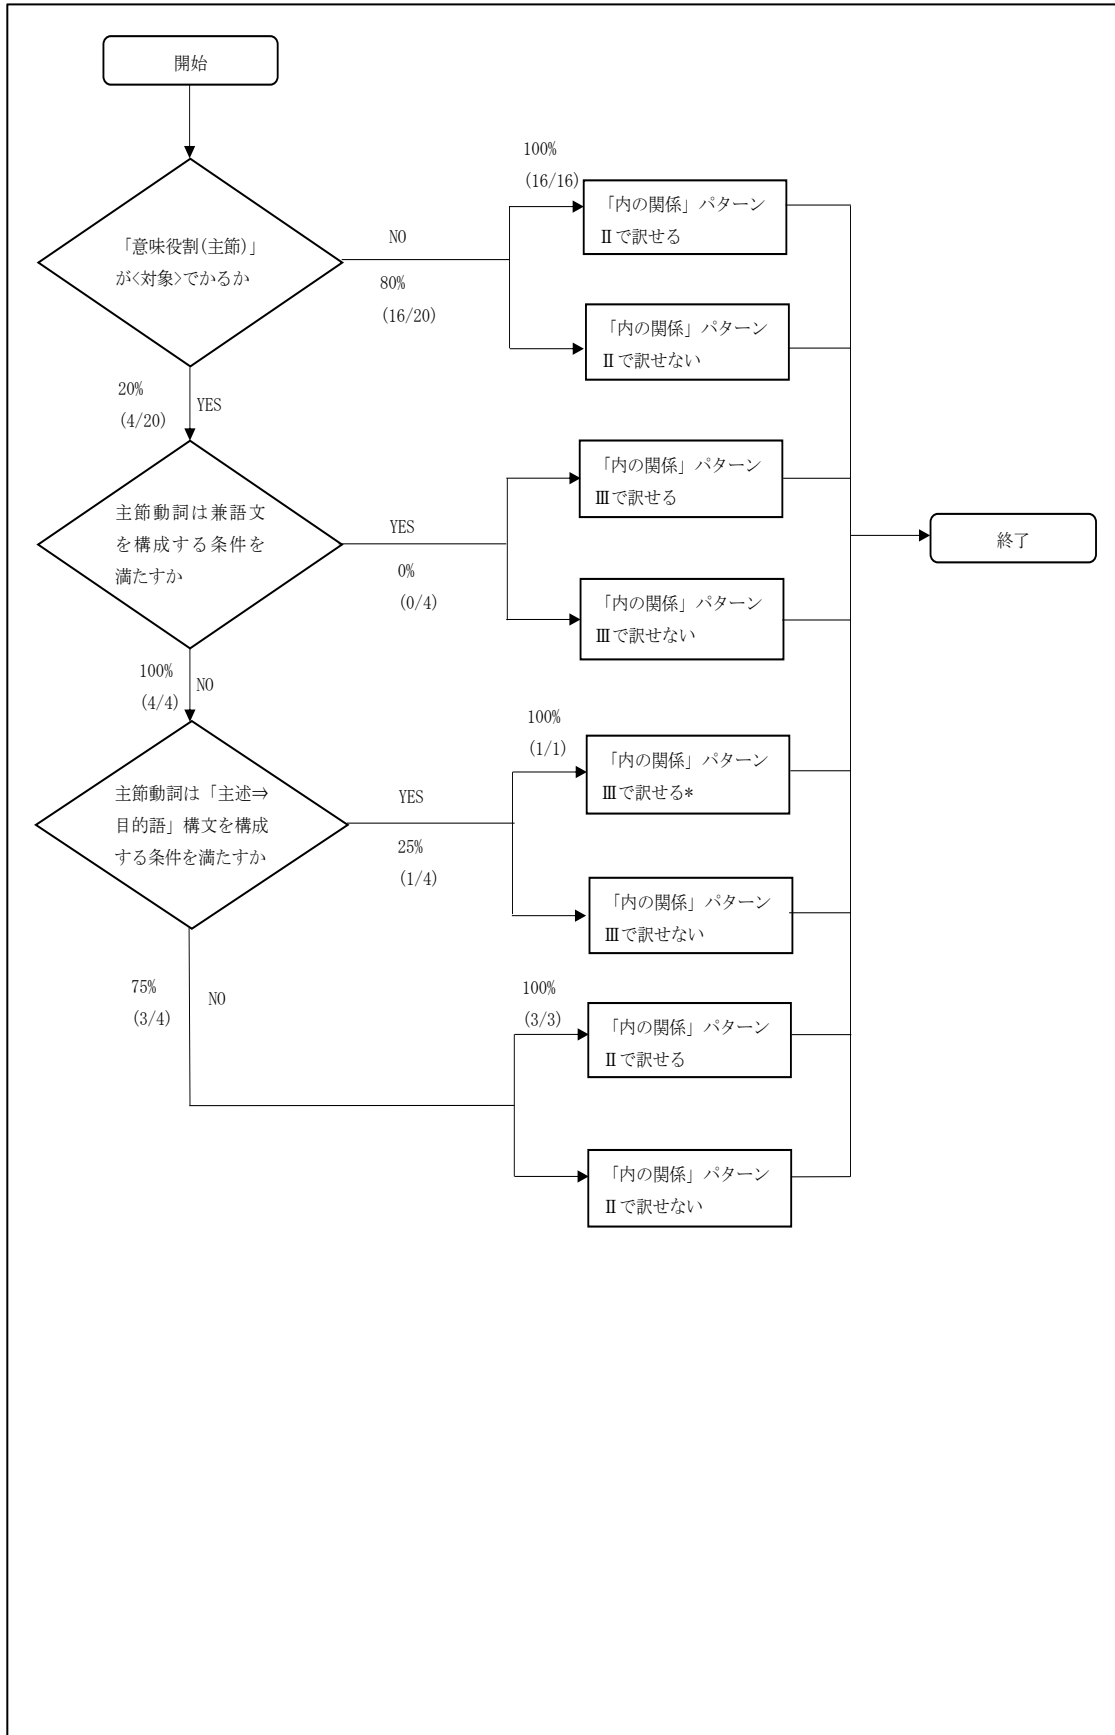 開始
「意味役割(主節)」
が<対象>でかるか
NO
80%
(16/20)
100%
(16/16)
「内の関係」パターン
Ⅱで訳せる
「内の関係」パターン
Ⅱで訳せない
20%
(4/20)
YES
主節動詞は兼語文
を構成する条件を
満たすか
YES
0%
(0/4)
「内の関係」パターン
Ⅲで訳せる
「内の関係」パターン
Ⅲで訳せない
終了
100%
(4/4)
NO
主節動詞は「主述⇒
目的語」構文を構成
する条件を満たすか
YES
25%
(1/4)
100%
(1/1)
「内の関係」パターン
Ⅲで訳せる*
「内の関係」パターン
Ⅲで訳せない
75%
(3/4)
NO
100%
(3/3)
「内の関係」パターン
Ⅱで訳せる
「内の関係」パターン
Ⅱで訳せない